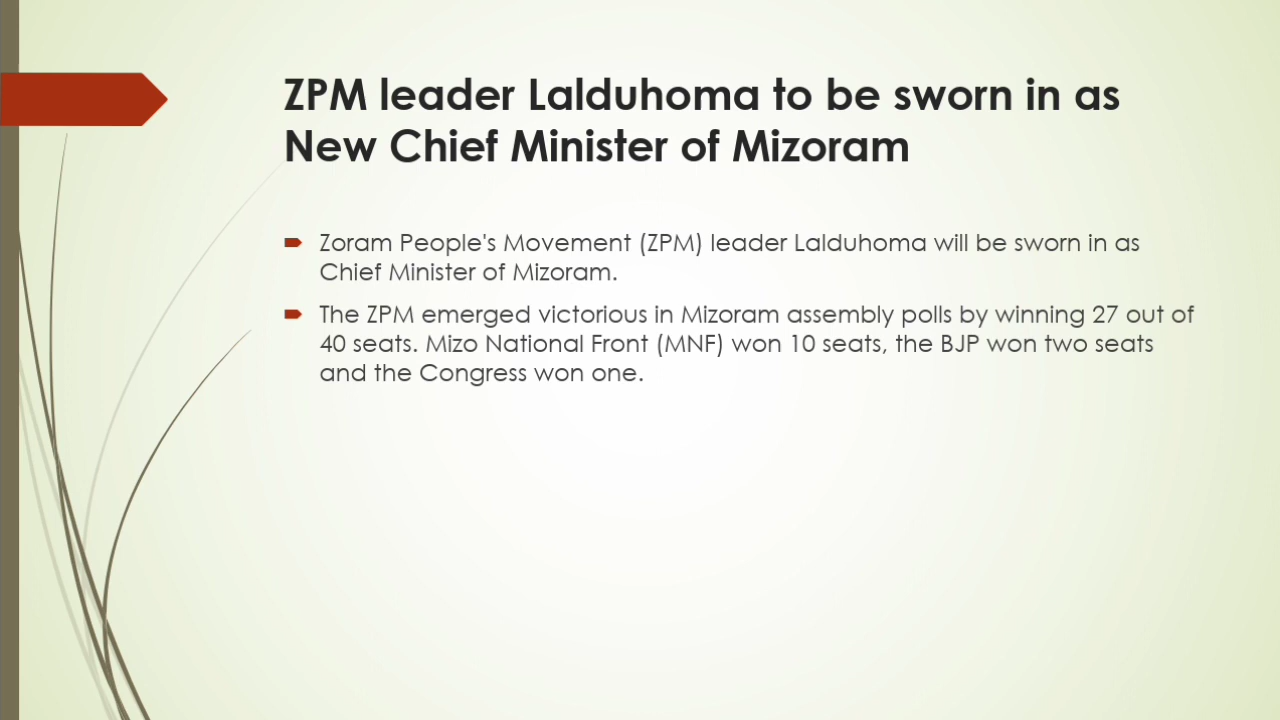 ZPM leader Lalduhoma to be sworn in as
New Chief Minister of Mizoram
Zoram People's Movement (ZPM) leader Lalduhoma will be sworn in as
Chief Minister of Mizoram.
The ZPM emerged victorious in Mizoram assembly polls by winning 27 out of
40 seats. Mizo National Front (MNF) won 10 seats, the BJP won two seats
and the Congress won one.